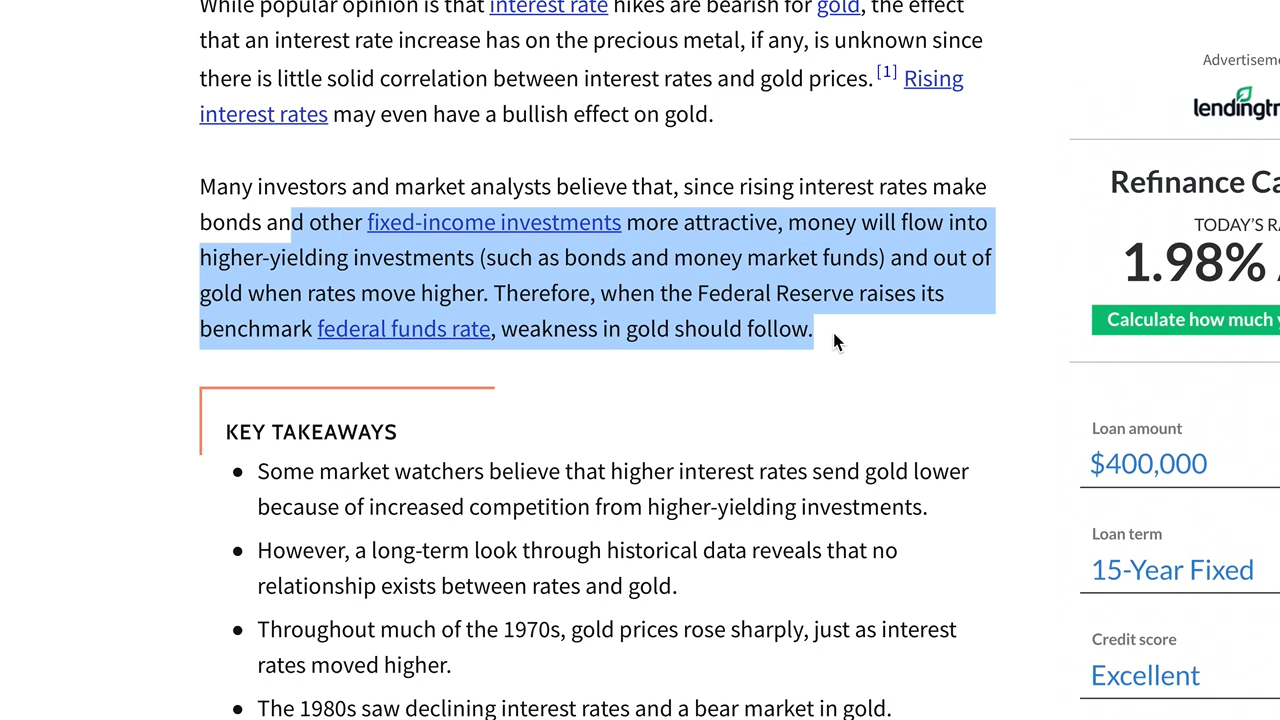 While popular opinion is that interest rate hikes are bearish for gold, the effect
that an interest rate increase has on the precious metal, if any, is unknown since
there is little solid correlation between interest rates and gold prices. [1] Rising
interest rates may even have a bullish effect on gold.
Many investors and market analysts believe that, since rising interest rates make
bonds and other fixed-income investments more attractive, money will flow into
higher-yielding investments (such as bonds and money market funds) and out of
gold when rates move higher. Therefore, when the Federal Reserve raises its
benchmark federal funds rate, weakness in gold should follow.
KEY TAKEAWAYS
● Some market watchers believe that higher interest rates send gold lower
because of increased competition from higher-yielding investments.
● However, a long-term look through historical data reveals that no
relationship exists between rates and gold.
● Throughout much of the 1970s, gold prices rose sharply, just as interest
rates moved higher.
● The 1980s saw declining interest rates and a bear market in gold.
Advertiseme
lendingtr
Refinance Ca
TODAY'S RA
1.98%
Calculate how much
Loan amount
$400,000
Loan term
15-Year Fixed
Credit score
Excellent